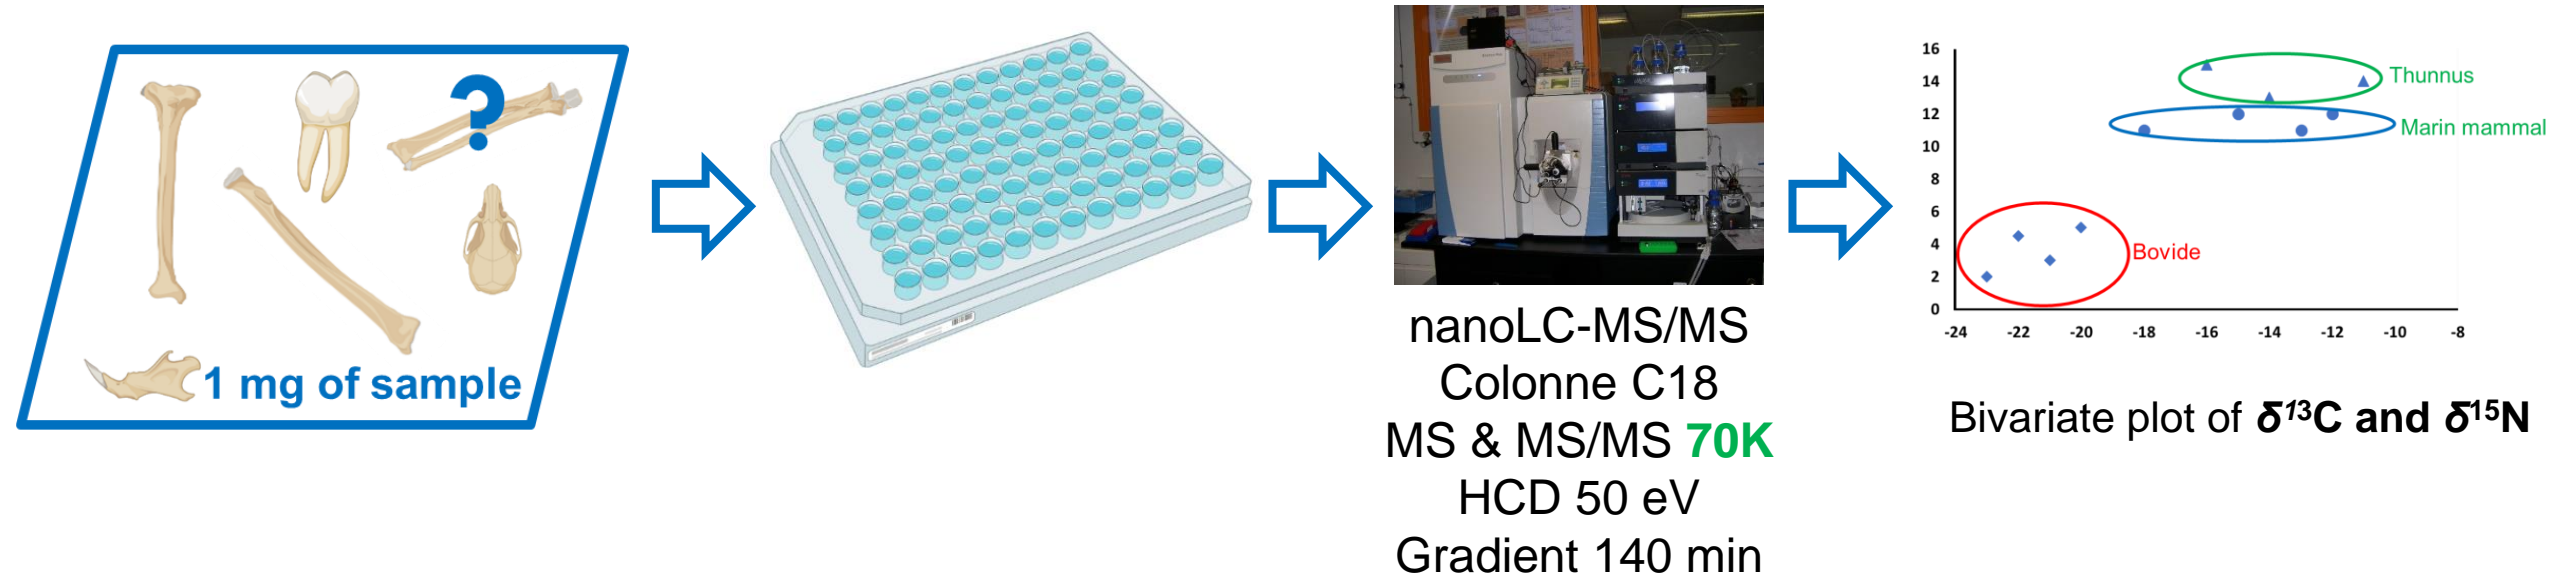 ?
1 mg of sample
nanoLC-MS/MS
Colonne C18
MS & MS/MS 70K
HCD 50 eV
Gradient 140 min
16
14
12
10
8
6
4
2
0
-24 -22 -20 -18 -16 -14 -12 -10 -8
Thunnus
Marin mammal
Bovide
Bivariate plot of δ¹³C and δ¹⁵N